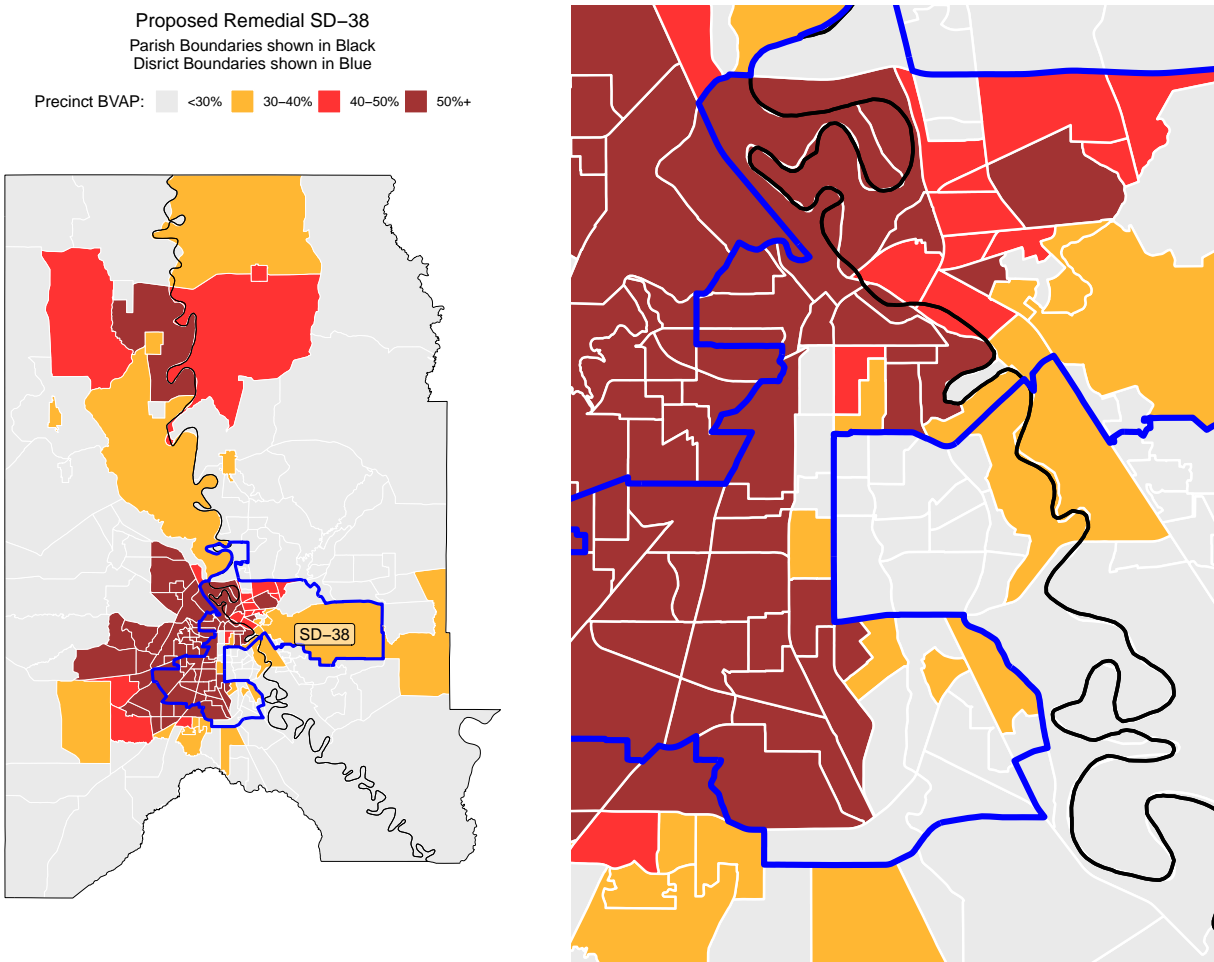 Proposed Remedial SD−38
Parish Boundaries shown in Black
Disrict Boundaries shown in Blue
Precinct BVAP: <30% 30−40% 40−50% 50%+
SD−38